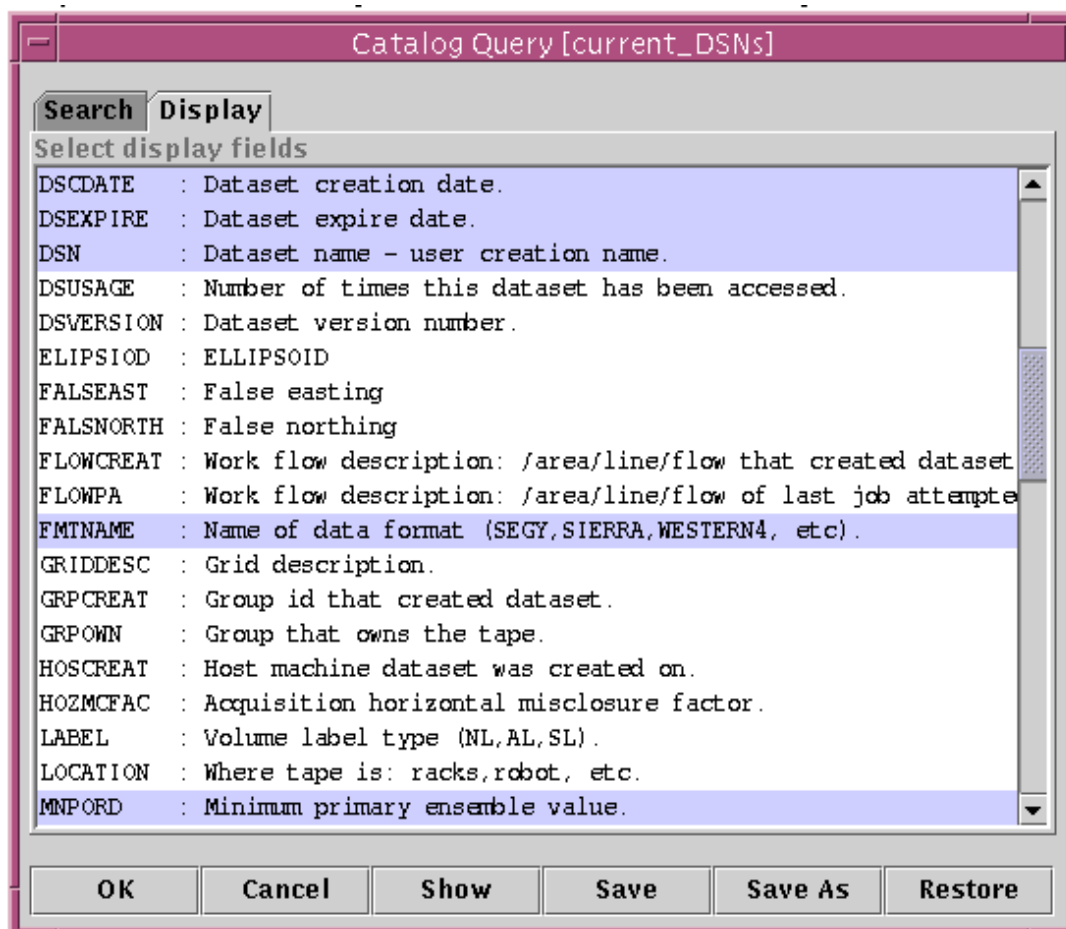 Catalog Query [current_DSNs]
Search Display
Select display fields
DSCDATE : Dataset creation date.
DSEXPIRE : Dataset expire date.
DSN : Dataset name - user creation name.
DSUSAGE : Number of times this dataset has been accessed.
DSVERSION : Dataset version number.
ELIPSIOD : ELLIPSOID
FALSEAST : False easting
FALSNORTH : False northing
FLOWCREAT : Work flow description: /area/line/flow that created dataset
FLOWPA : Work flow description: /area/line/flow of last job attempte
FMTNAME : Name of data format (SEGY,SIERRA,WESTERN4, etc).
GRIDDESC : Grid description.
GRPCREAT : Group id that created dataset.
GRPOWN : Group that owns the tape.
HOSCREAT : Host machine dataset was created on.
HOZMCFAC : Acquisition horizontal misclosure factor.
LABEL : Volume label type (NL,AL,SL).
LOCATION : Where tape is: racks,robot, etc.
MNPORD : Minimum primary ensemble value.
OK Cancel Show Save Save As Restore